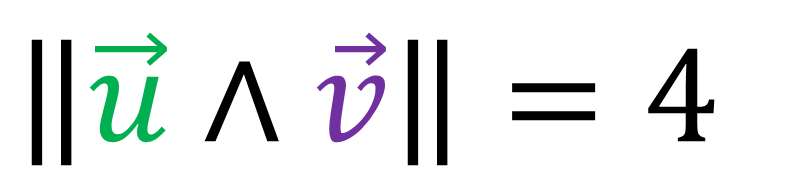 ‖u⃗ ∧ v⃗‖ = 4